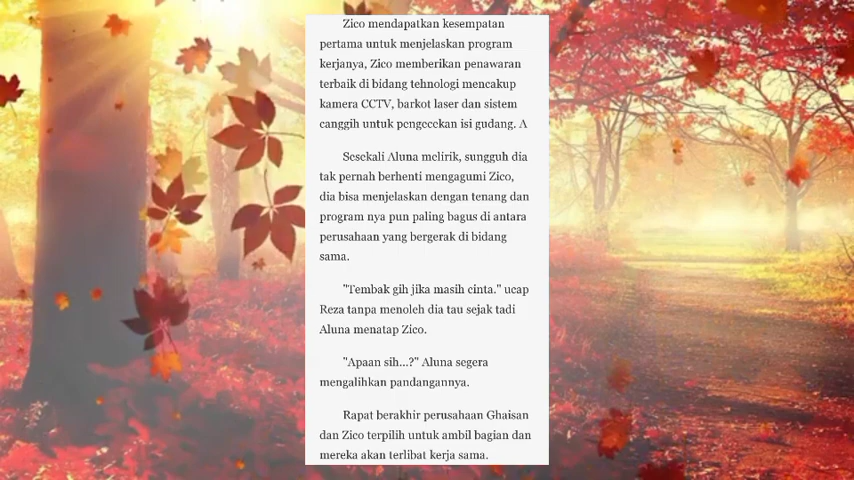 Zico mendapatkan kesempatan
pertama untuk menjelaskan program
kerjanya, Zico memberikan penawaran
terbaik di bidang tehnologi mencakup
kamera CCTV, barkot laser dan sistem
canggih untuk pengecekan isi gudang. A
Sesekali Aluna melirik, sungguh dia
tak pernah berhenti mengagumi Zico,
dia bisa menjelaskan dengan tenang dan
program nya pun paling bagus di antara
perusahaan yang bergerak di bidang
sama.
"Tembak gih jika masih cinta." ucap
Reza tanpa menoleh dia tau sejak tadi
Aluna menatap Zico.
"Apaan sih...?" Aluna segera
mengalihkan pandangannya.
Rapat berakhir perusahaan Ghaisan
dan Zico terpilih untuk ambil bagian dan
mereka akan terlibat kerja sama.